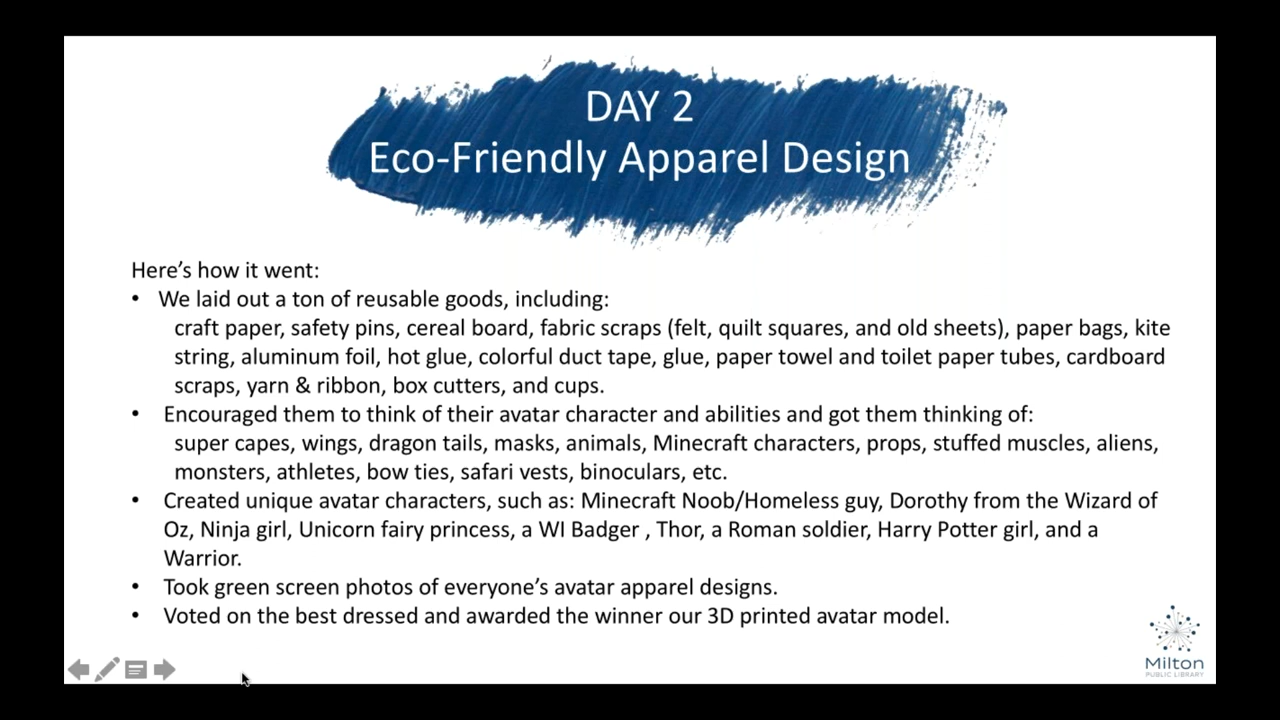 DAY 2
Eco-Friendly Apparel Design
Here’s how it went:
• We laid out a ton of reusable goods, including:
craft paper, safety pins, cereal board, fabric scraps (felt, quilt squares, and old sheets), paper bags, kite
string, aluminum foil, hot glue, colorful duct tape, glue, paper towel and toilet paper tubes, cardboard
scraps, yarn & ribbon, box cutters, and cups.
• Encouraged them to think of their avatar character and abilities and got them thinking of:
super capes, wings, dragon tails, masks, animals, Minecraft characters, props, stuffed muscles, aliens,
monsters, athletes, bow ties, safari vests, binoculars, etc.
• Created unique avatar characters, such as: Minecraft Noob/Homeless guy, Dorothy from the Wizard of
Oz, Ninja girl, Unicorn fairy princess, a WI Badger , Thor, a Roman soldier, Harry Potter girl, and a
Warrior.
• Took green screen photos of everyone’s avatar apparel designs.
• Voted on the best dressed and awarded the winner our 3D printed avatar model.
Milton
PUBLIC LIBRARY